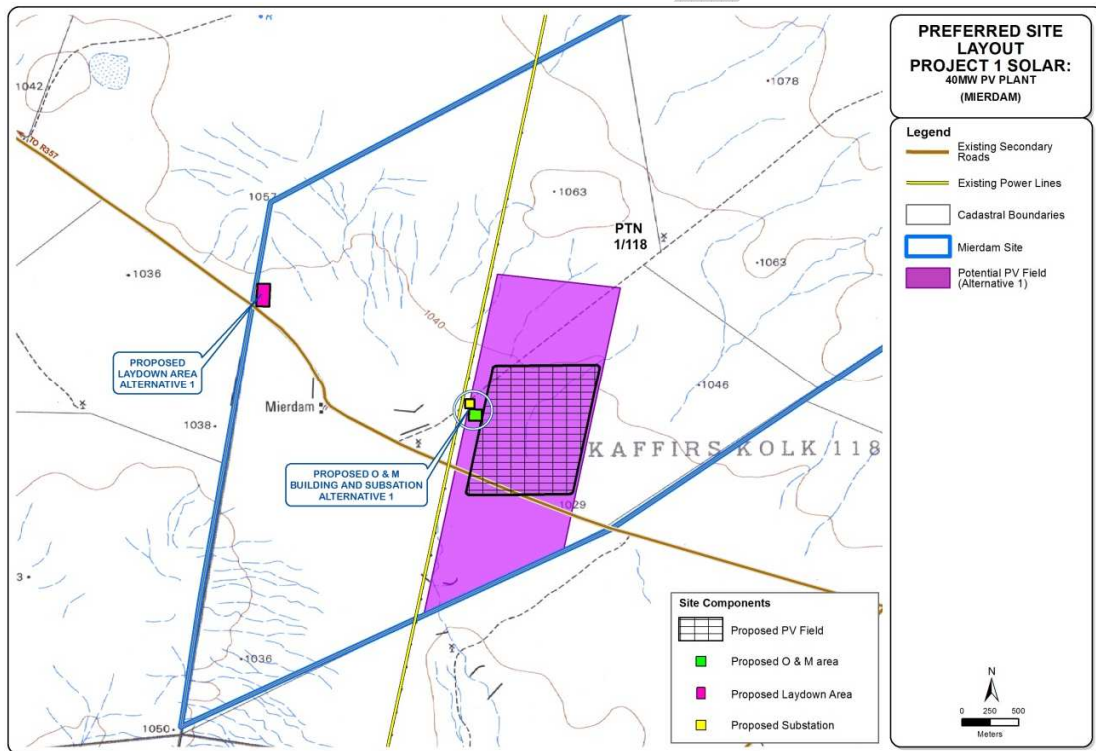 PREFERRED SITE
LAYOUT
PROJECT 1 SOLAR:
40MW PV PLANT
(MIERDAM)
Legend
Existing Secondary
Roads
Existing Power Lines
Cadastral Boundaries
Mierdam Site
Potential PV Field
(Alternative 1)
R
1042
TO R357
1078
1057
1063
PTN
1/118
1063
1036
1040
PROPOSED
LAYDOWN AREA
ALTERNATIVE 1
1046
Mierdam
1038
KAFFIRS KOLK 118
PROPOSED O & M
BUILDING AND SUBSATION
ALTERNATIVE 1
1029
3
1036
1050
Site Components
Proposed PV Field
Proposed O & M area
Proposed Laydown Area
Proposed Substation
N
0 250 500
Meters